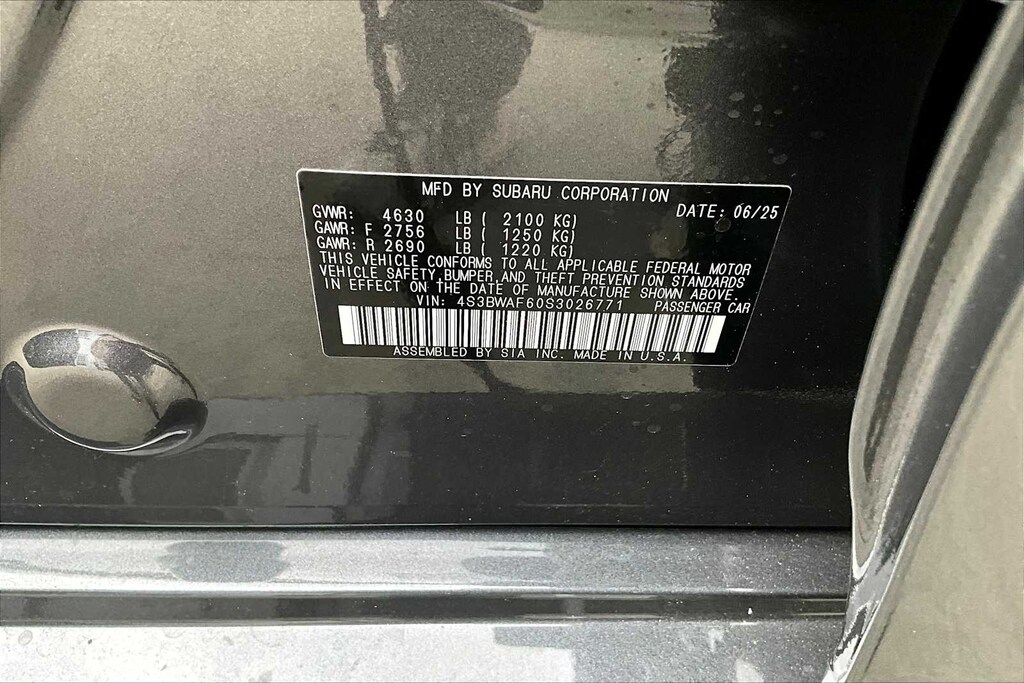 MFD BY SUBARU CORPORATION
GVWR: 4630 LB ( 2100 KG) DATE: 06/25
GAWR: F 2756 LB ( 1250 KG)
GAWR: R 2690 LB ( 1220 KG)
THIS VEHICLE CONFORMS TO ALL APPLICABLE FEDERAL MOTOR
VEHICLE SAFETY, BUMPER, AND THEFT PREVENTION STANDARDS
IN EFFECT ON THE DATE OF MANUFACTURE SHOWN ABOVE.
VIN: 4S3BWAF60S3026771 PASSENGER CAR
ASSEMBLED BY SIA INC. MADE IN U.S.A.